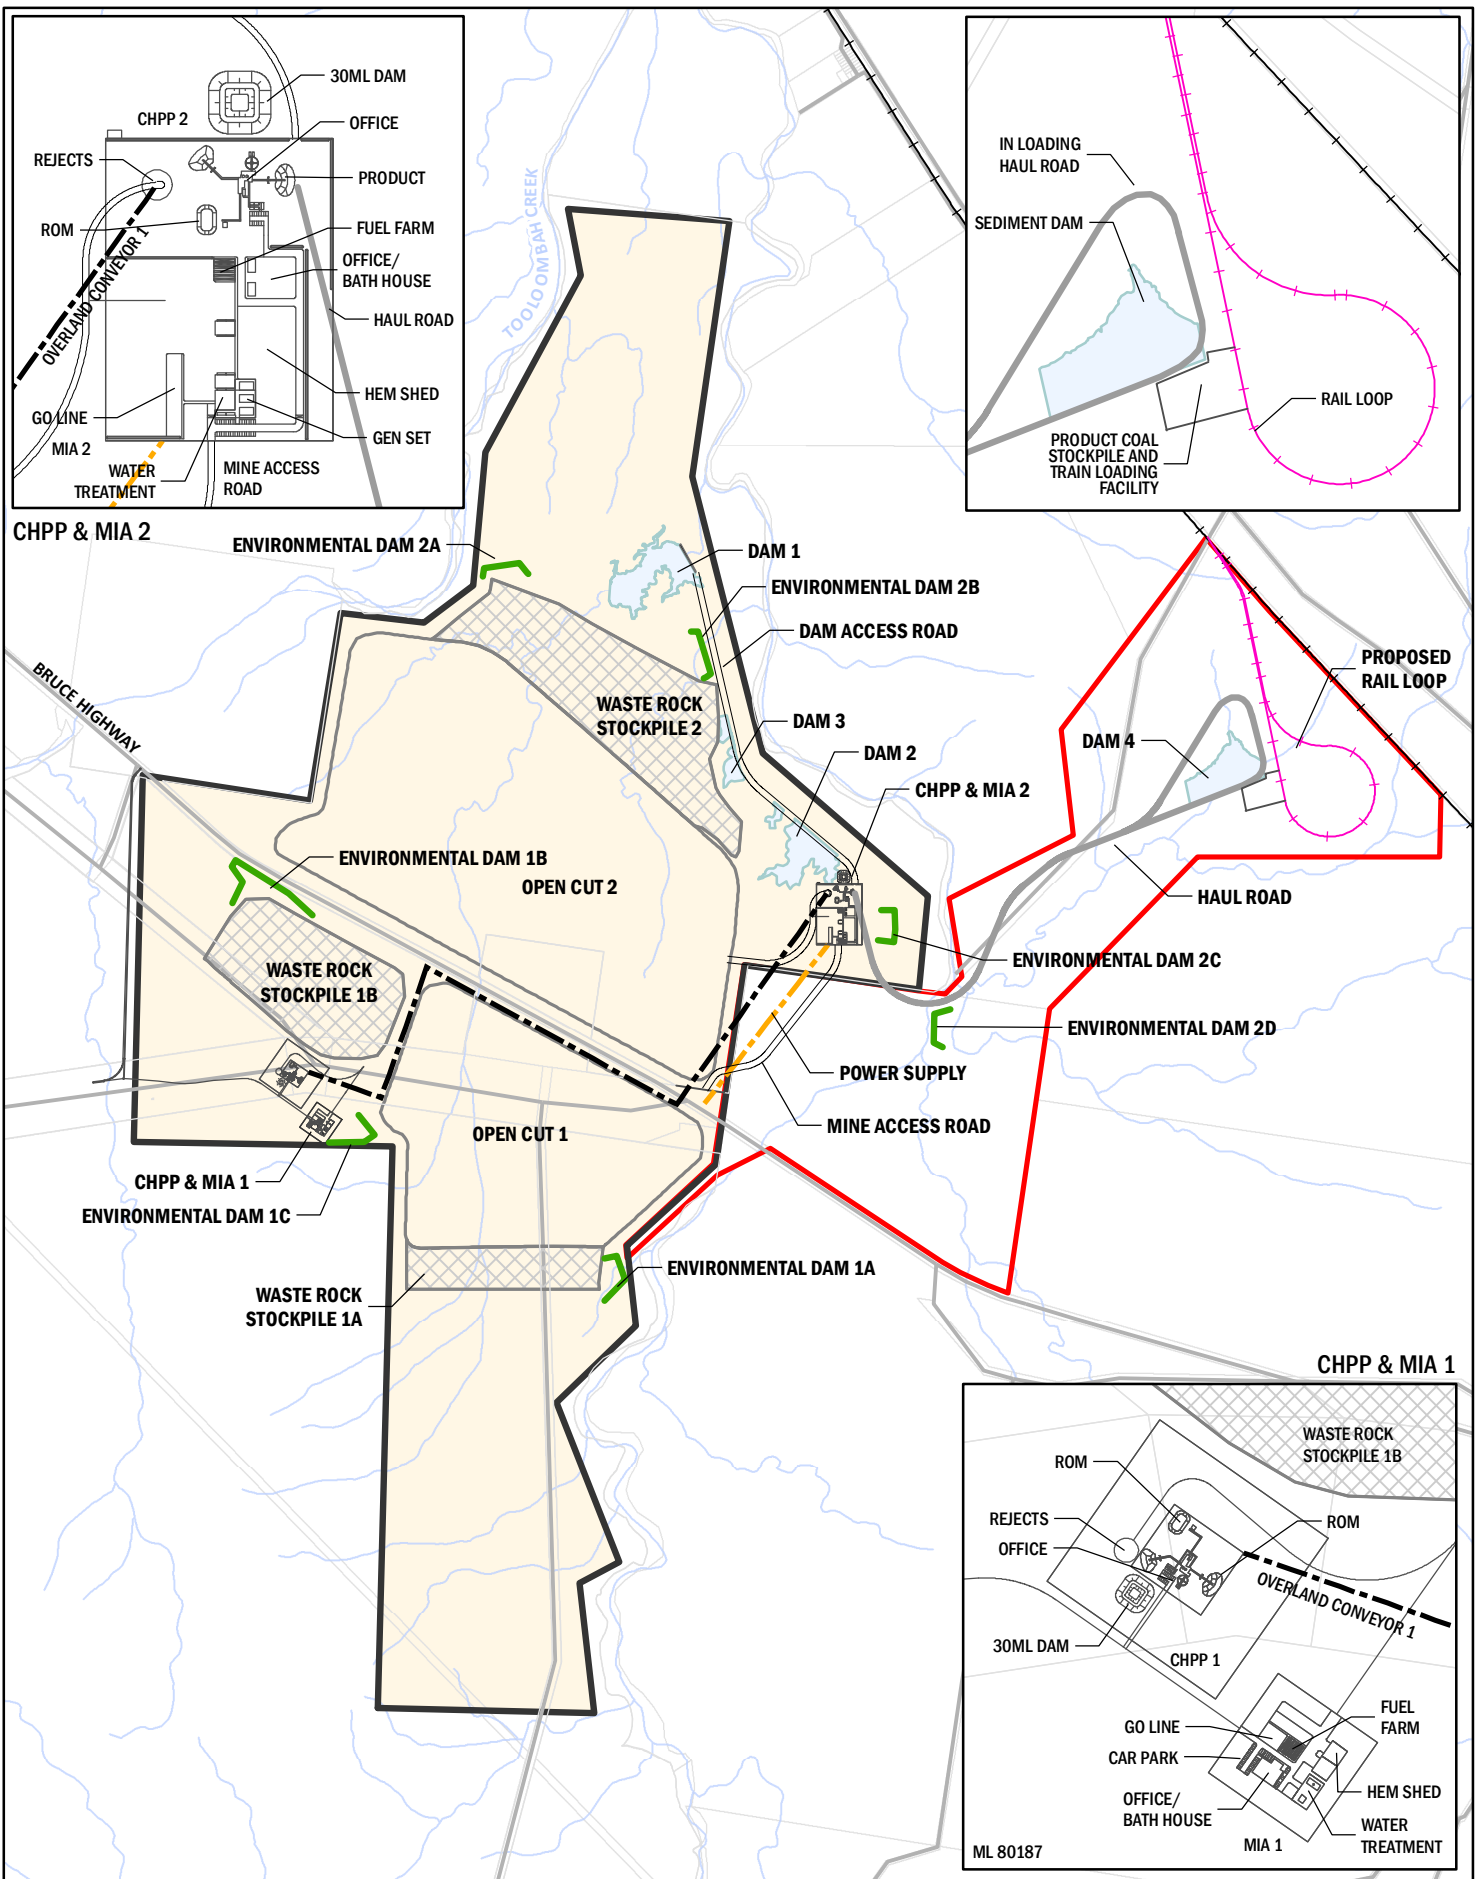 30ML DAM
CHPP 2
OFFICE
REJECTS
PRODUCT
ROM
FUEL FARM
OVERLAND CONVEYOR 1
OFFICE/
BATH HOUSE
HAUL ROAD
HEM SHED
GO LINE
GEN SET
MIA 2
WATER
TREATMENT
MINE ACCESS
ROAD
CHPP & MIA 2
IN LOADING
HAUL ROAD
SEDIMENT DAM
RAIL LOOP
PRODUCT COAL
STOCKPILE AND
TRAIN LOADING
FACILITY
TOOLOOMBAH CREEK
ENVIRONMENTAL DAM 2A
DAM 1
ENVIRONMENTAL DAM 2B
DAM ACCESS ROAD
BRUCE HIGHWAY
PROPOSED
RAIL LOOP
WASTE ROCK
STOCKPILE 2
DAM 3
DAM 4
DAM 2
CHPP & MIA 2
ENVIRONMENTAL DAM 1B
OPEN CUT 2
HAUL ROAD
WASTE ROCK
STOCKPILE 1B
ENVIRONMENTAL DAM 2C
ENVIRONMENTAL DAM 2D
POWER SUPPLY
OPEN CUT 1
MINE ACCESS ROAD
CHPP & MIA 1
ENVIRONMENTAL DAM 1C
ENVIRONMENTAL DAM 1A
WASTE ROCK
STOCKPILE 1A
CHPP & MIA 1
WASTE ROCK
STOCKPILE 1B
ROM
REJECTS
ROM
OFFICE
OVERLAND CONVEYOR 1
30ML DAM
CHPP 1
FUEL
FARM
GO LINE
CAR PARK
HEM SHED
OFFICE/
BATH HOUSE
WATER
TREATMENT
MIA 1
ML 80187